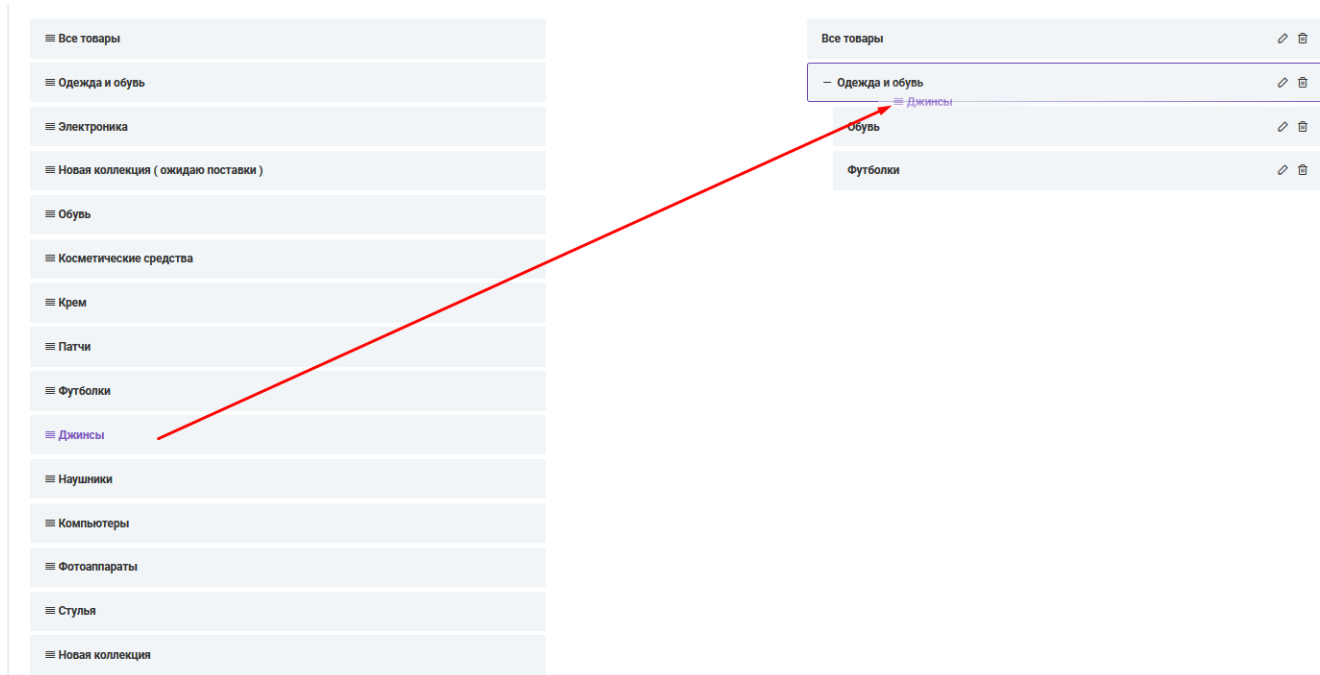 Все товары
Одежда и обувь
Электроника
Новая коллекция ( ожидаю поставки )
Обувь
Косметические средства
Крем
Патчи
Футболки
Джинсы
Наушники
Компьютеры
Фотоаппараты
Стулья
Новая коллекция
Все товары
Одежда и обувь
Джинсы
Обувь
Футболки